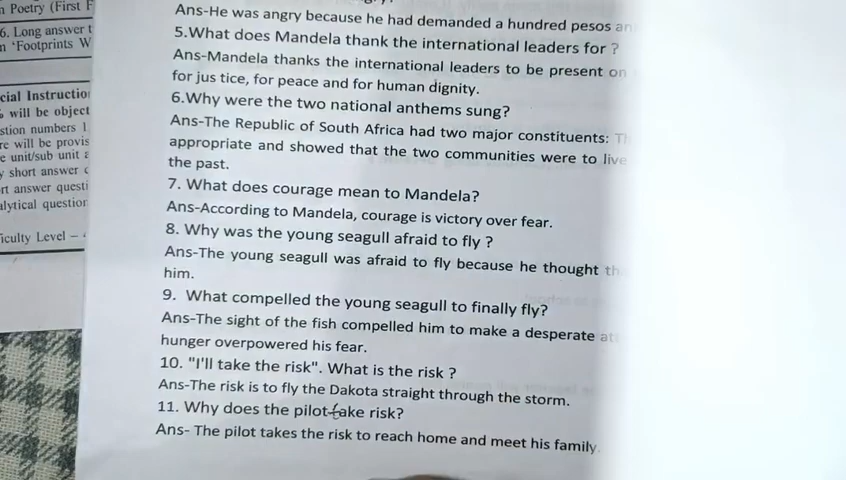 n Poetry (First F
6. Long answer t
n 'Footprints W
cial Instructio
will be object
stion numbers 1
re will be provis
e unit/sub unit a
y short answer
rt answer questi
alytical question
iculty Level –
Ans-He was angry because he had demanded a hundred pesos an
5.What does Mandela thank the international leaders for ?
Ans-Mandela thanks the international leaders to be present on
for jus tice, for peace and for human dignity.
6.Why were the two national anthems sung?
Ans-The Republic of South Africa had two major constituents: Th
appropriate and showed that the two communities were to live
the past.
7. What does courage mean to Mandela?
Ans-According to Mandela, courage is victory over fear.
8. Why was the young seagull afraid to fly ?
Ans-The young seagull was afraid to fly because he thought th
him.
9. What compelled the young seagull to finally fly?
Ans-The sight of the fish compelled him to make a desperate att
hunger overpowered his fear.
10. "I'll take the risk". What is the risk ?
Ans-The risk is to fly the Dakota straight through the storm.
11. Why does the pilot take risk?
Ans- The pilot takes the risk to reach home and meet his family.